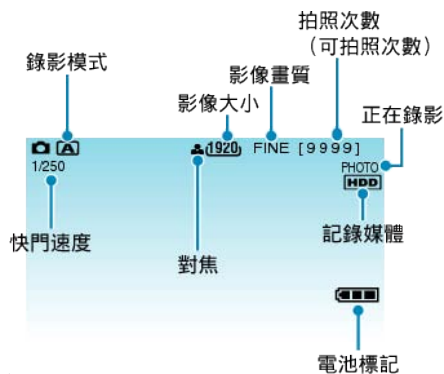 拍照次數
（可拍照次數）
錄影模式
影像畫質
影像大小
正在錄影
A
1920
FINE [9999]
1/250
PHOTO
HDD
快門速度
對焦
記錄媒體
電池標記